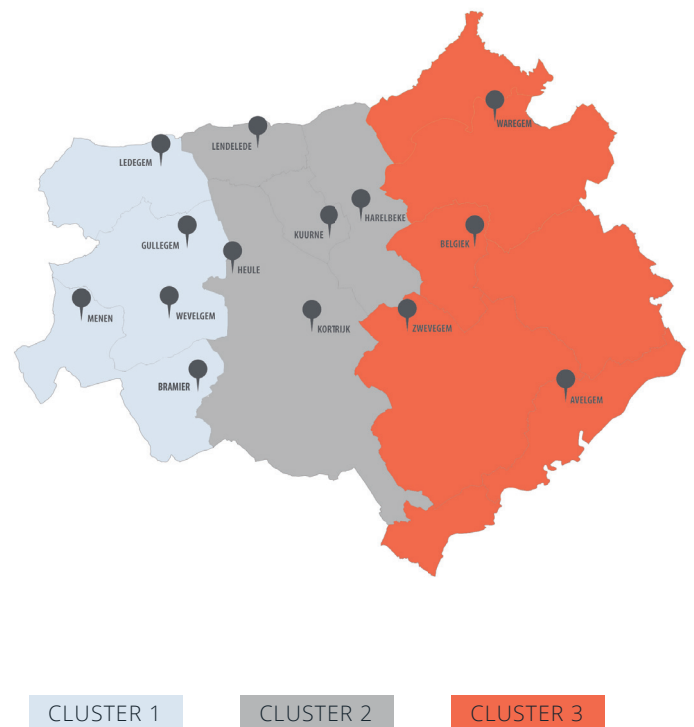 WAREGEM
LENDELEDE
LEDEGEM
HARELBEKE
KUURNE
GULLEGEM
BELGIEK
HEULE
MENEN
WEVELGEM
KORTRIJK
ZWEVEGEM
BRAMIER
AVELGEM
CLUSTER 1
CLUSTER 2
CLUSTER 3